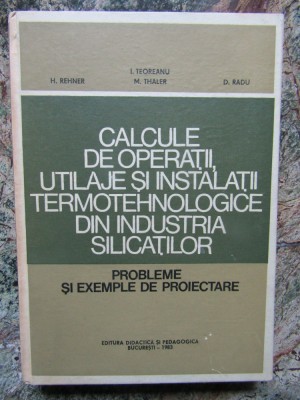 I. TEOREANU
H. REHNER M. THALER D. RADU
CALCULE
DE OPERAȚII,
UTILAJE ȘI INSTALAȚII
TERMOTEHNOLOGICE
DIN INDUSTRIA
SILICAȚILOR
PROBLEME
ȘI EXEMPLE DE PROIECTARE
EDITURA DIDACTICĂ ȘI PEDAGOGICĂ
BUCUREȘTI – 1983